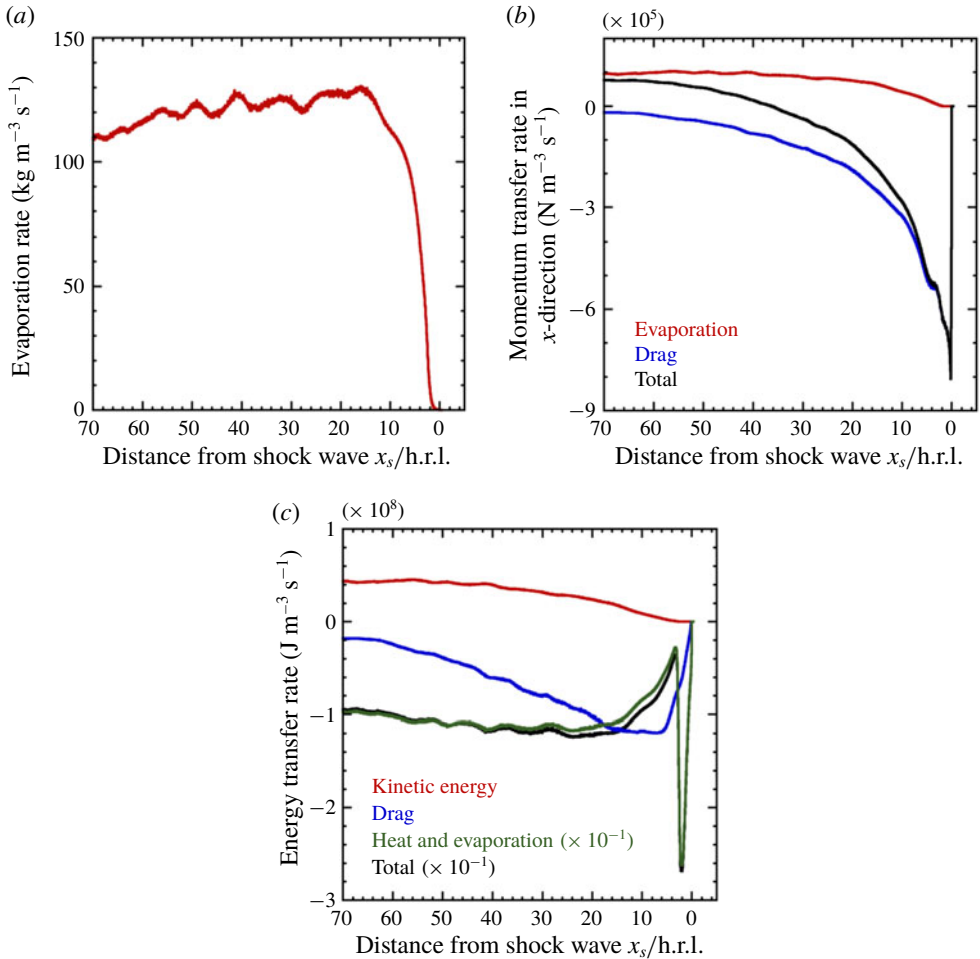 (a)
150
100
50
0
Evaporation rate (kg m⁻³ s⁻¹)
70 60 50 40 30 20 10 0
Distance from shock wave xₛ/h.r.l.
(b)
(× 10⁵)
0
−3
−6
−9
Momentum transfer rate in
x-direction (N m⁻³ s⁻¹)
Evaporation
Drag
Total
70 60 50 40 30 20 10 0
Distance from shock wave xₛ/h.r.l.
(c)
(× 10⁸)
1
0
−1
−2
−3
Energy transfer rate (J m⁻³ s⁻¹)
Kinetic energy
Drag
Heat and evaporation (× 10⁻¹)
Total (× 10⁻¹)
70 60 50 40 30 20 10 0
Distance from shock wave xₛ/h.r.l.